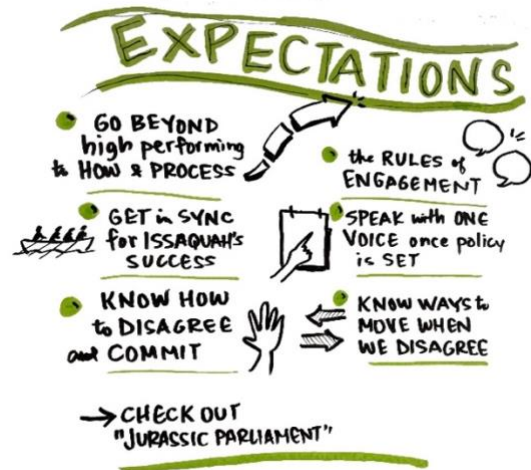 EXPECTATIONS
GO BEYOND
high performing
to HOW & PROCESS
the RULES of
ENGAGEMENT
GET in SYNC
for ISSAQUAH'S
SUCCESS
SPEAK with ONE
VOICE once policy
is SET
KNOW HOW
to DISAGREE
and COMMIT
KNOW WAYS to
MOVE WHEN
WE DISAGREE
→ CHECK OUT
"JURASSIC PARLIAMENT"